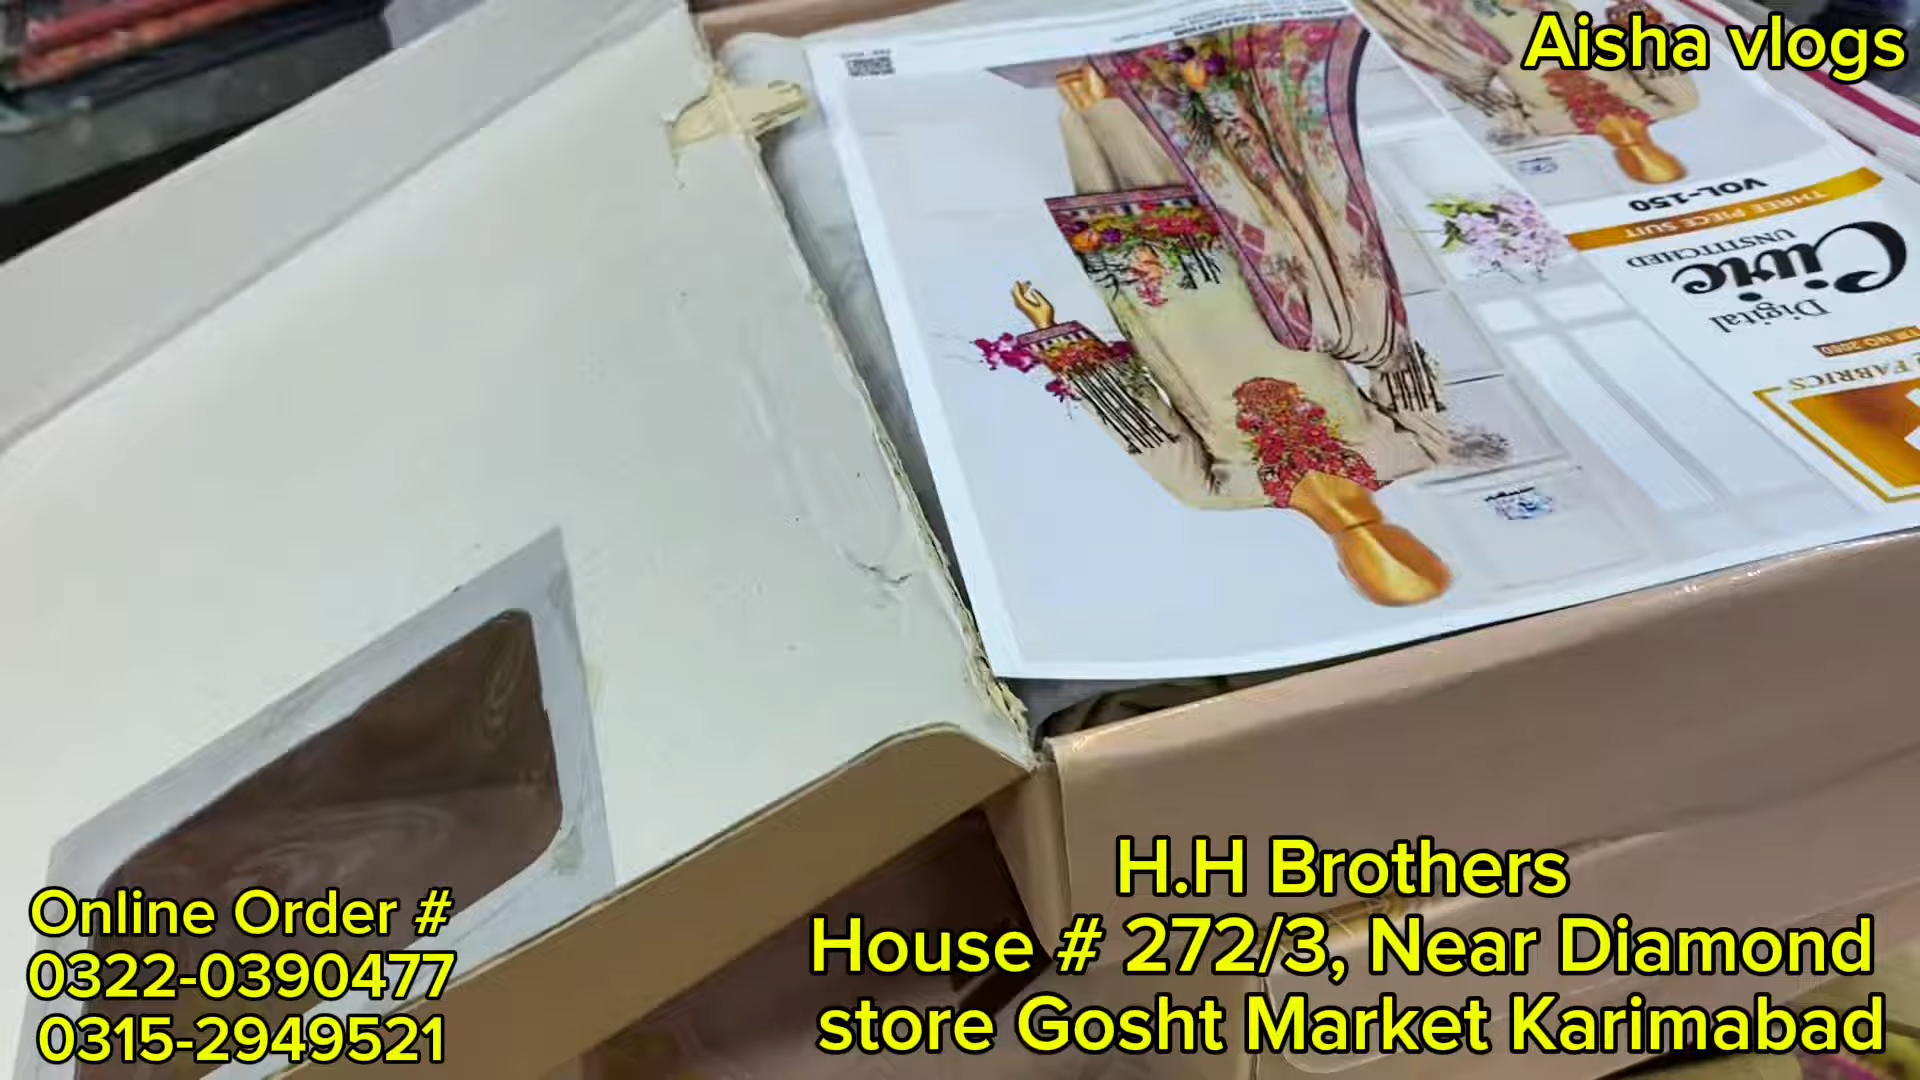 Aisha vlogs
VOL-150
THREE PIECE SUIT
UNSTITCHED
Civic
Digital
FABRICS
H.H Brothers
House # 272/3, Near Diamond
store Gosht Market Karimabad
Online Order #
0322-0390477
0315-2949521